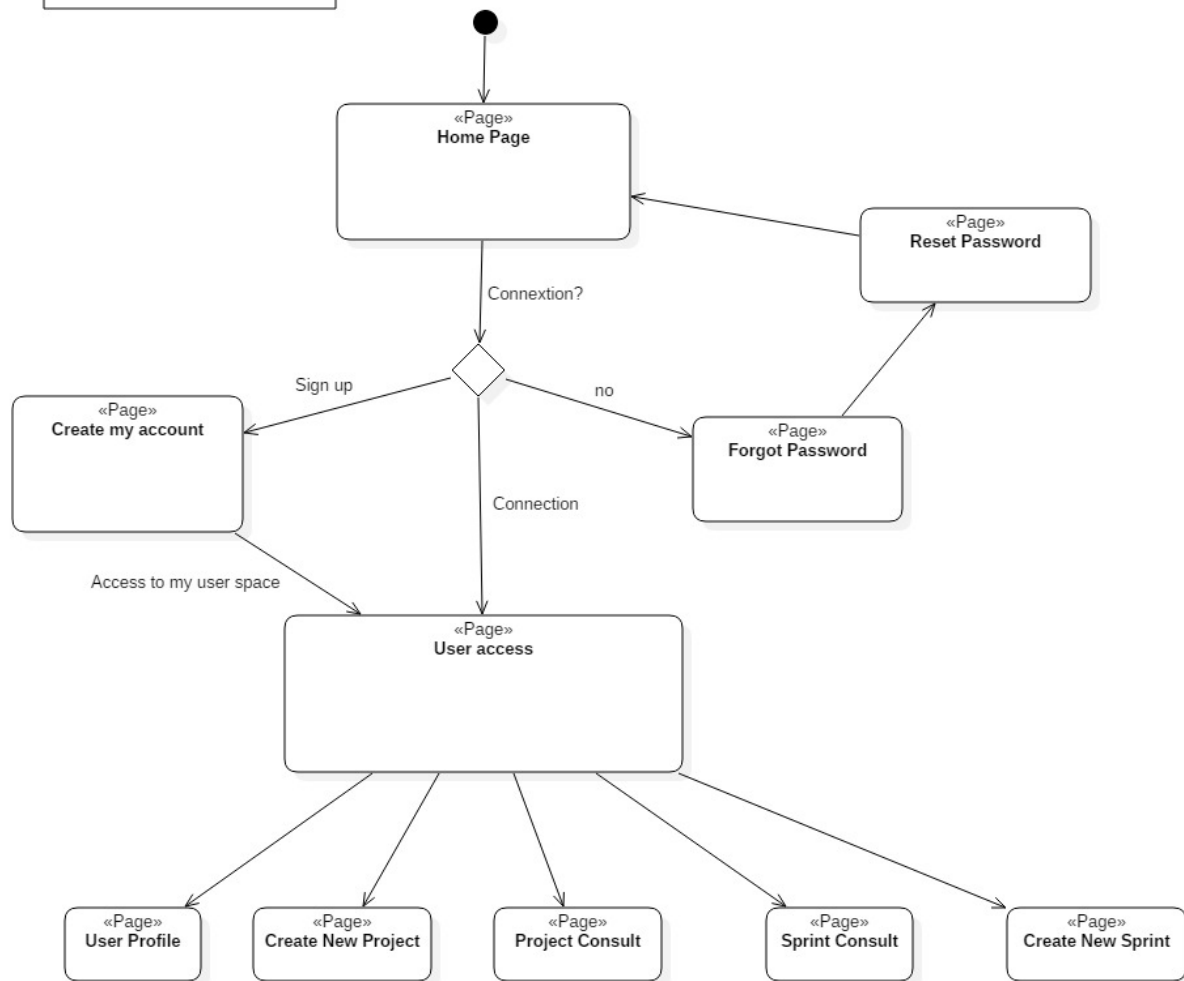 «Page»
Home Page
«Page»
Reset Password
Connextion?
Sign up
no
«Page»
Create my account
«Page»
Forgot Password
Connection
Access to my user space
«Page»
User access
«Page»
User Profile
«Page»
Create New Project
«Page»
Project Consult
«Page»
Sprint Consult
«Page»
Create New Sprint